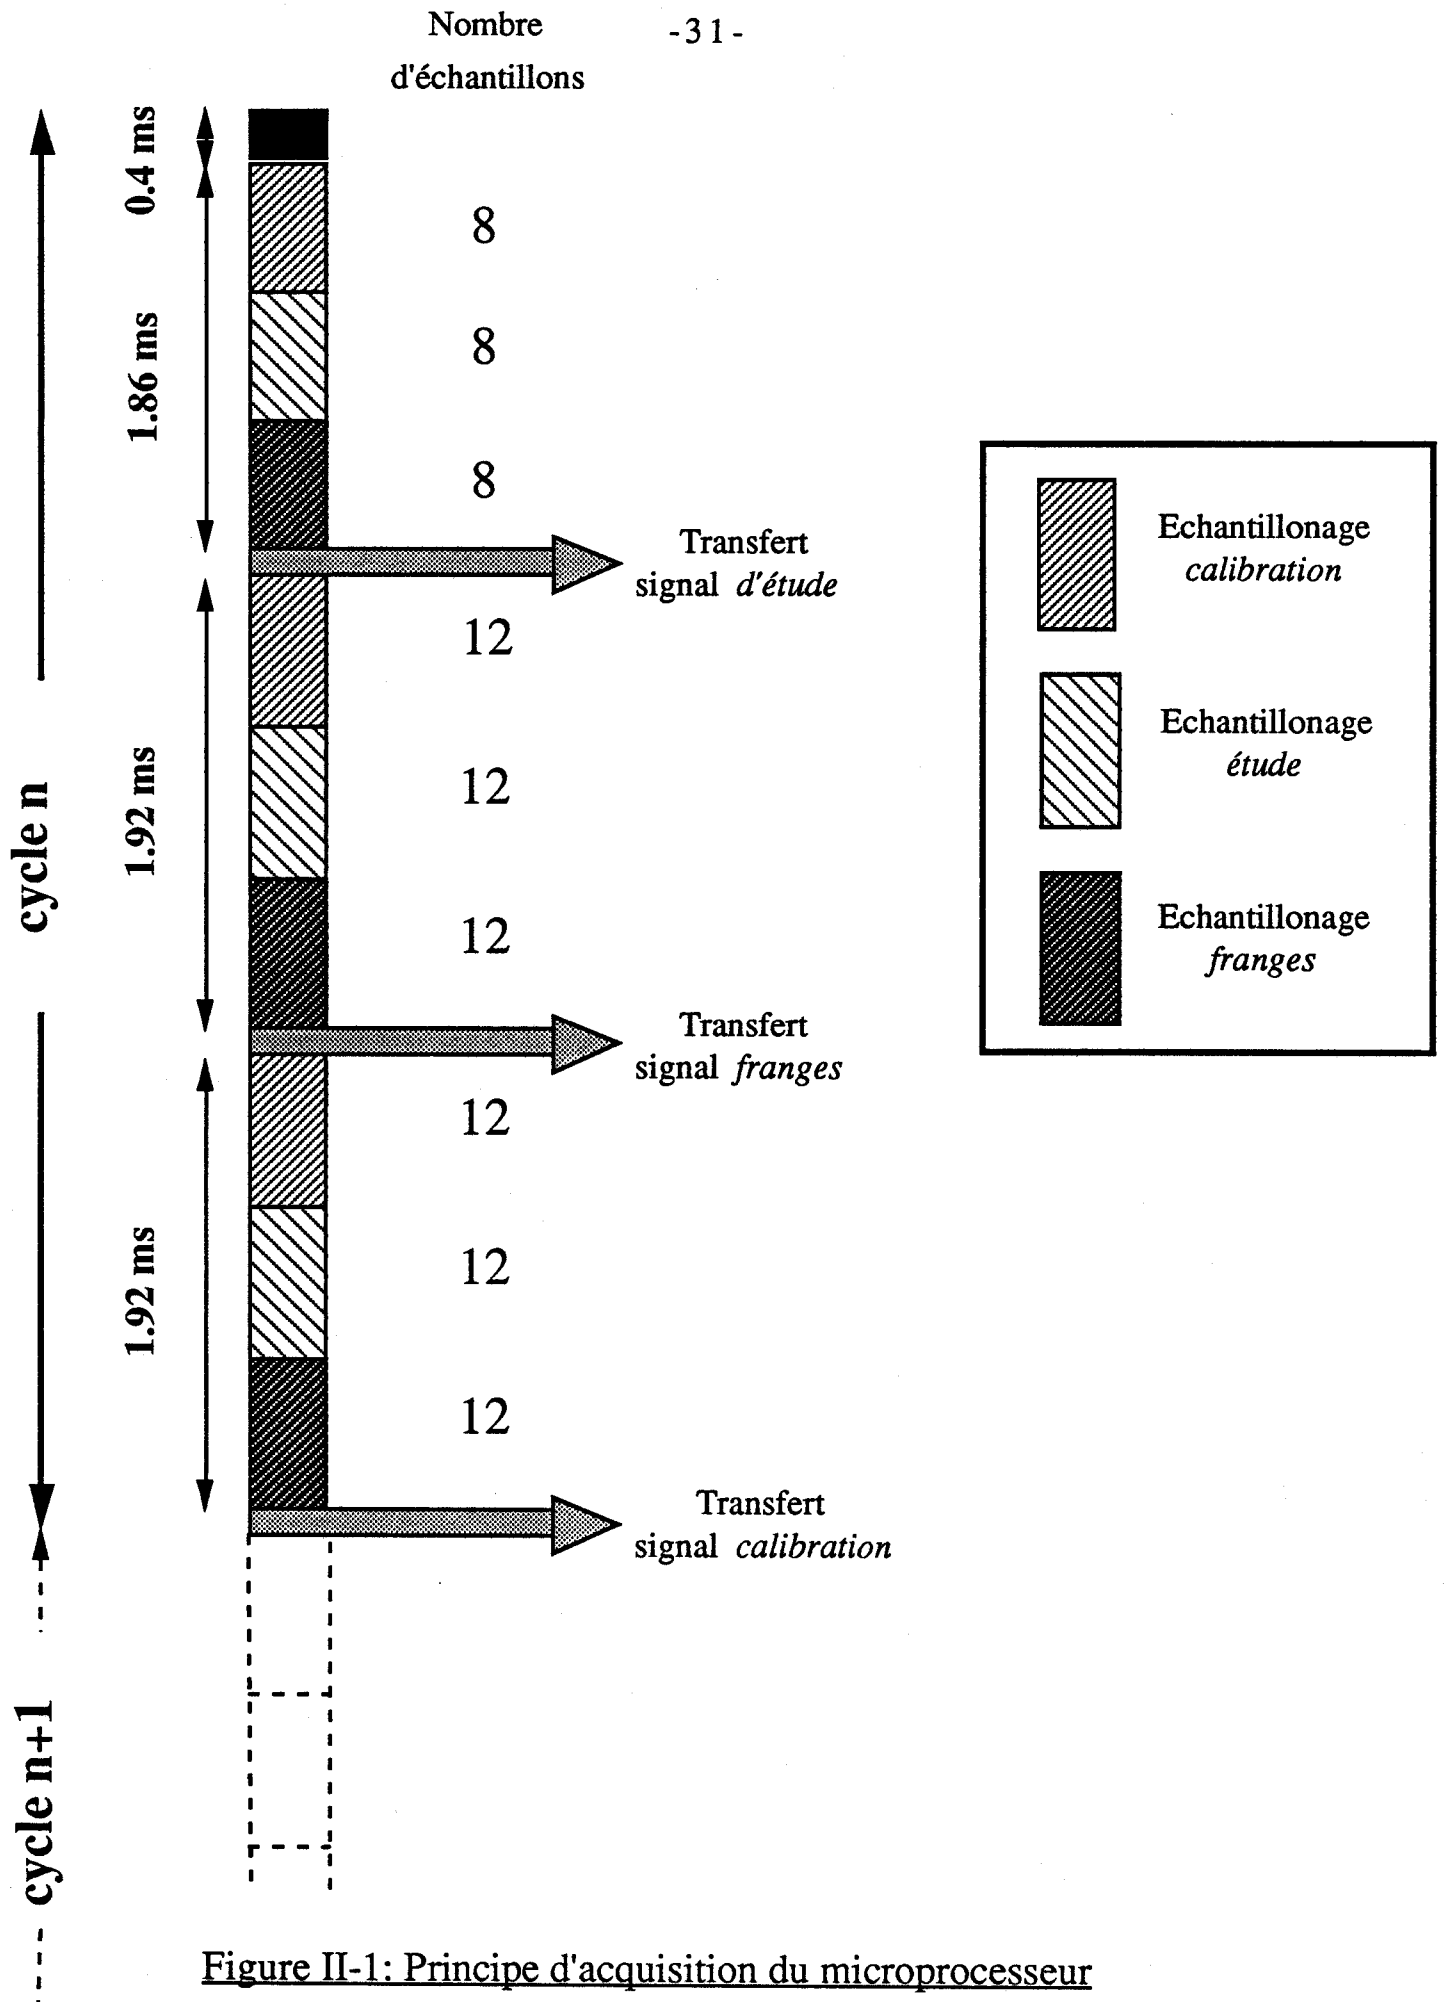 Nombre
d'échantillons
-31-
0.4 ms
8
1.86 ms
8
8
Transfert
signal d'étude
12
1.92 ms
12
12
Transfert
signal franges
12
1.92 ms
12
12
Transfert
signal calibration
cycle n
cycle n+1
Echantillonage
calibration
Echantillonage
étude
Echantillonage
franges
Figure II-1: Principe d'acquisition du microprocesseur